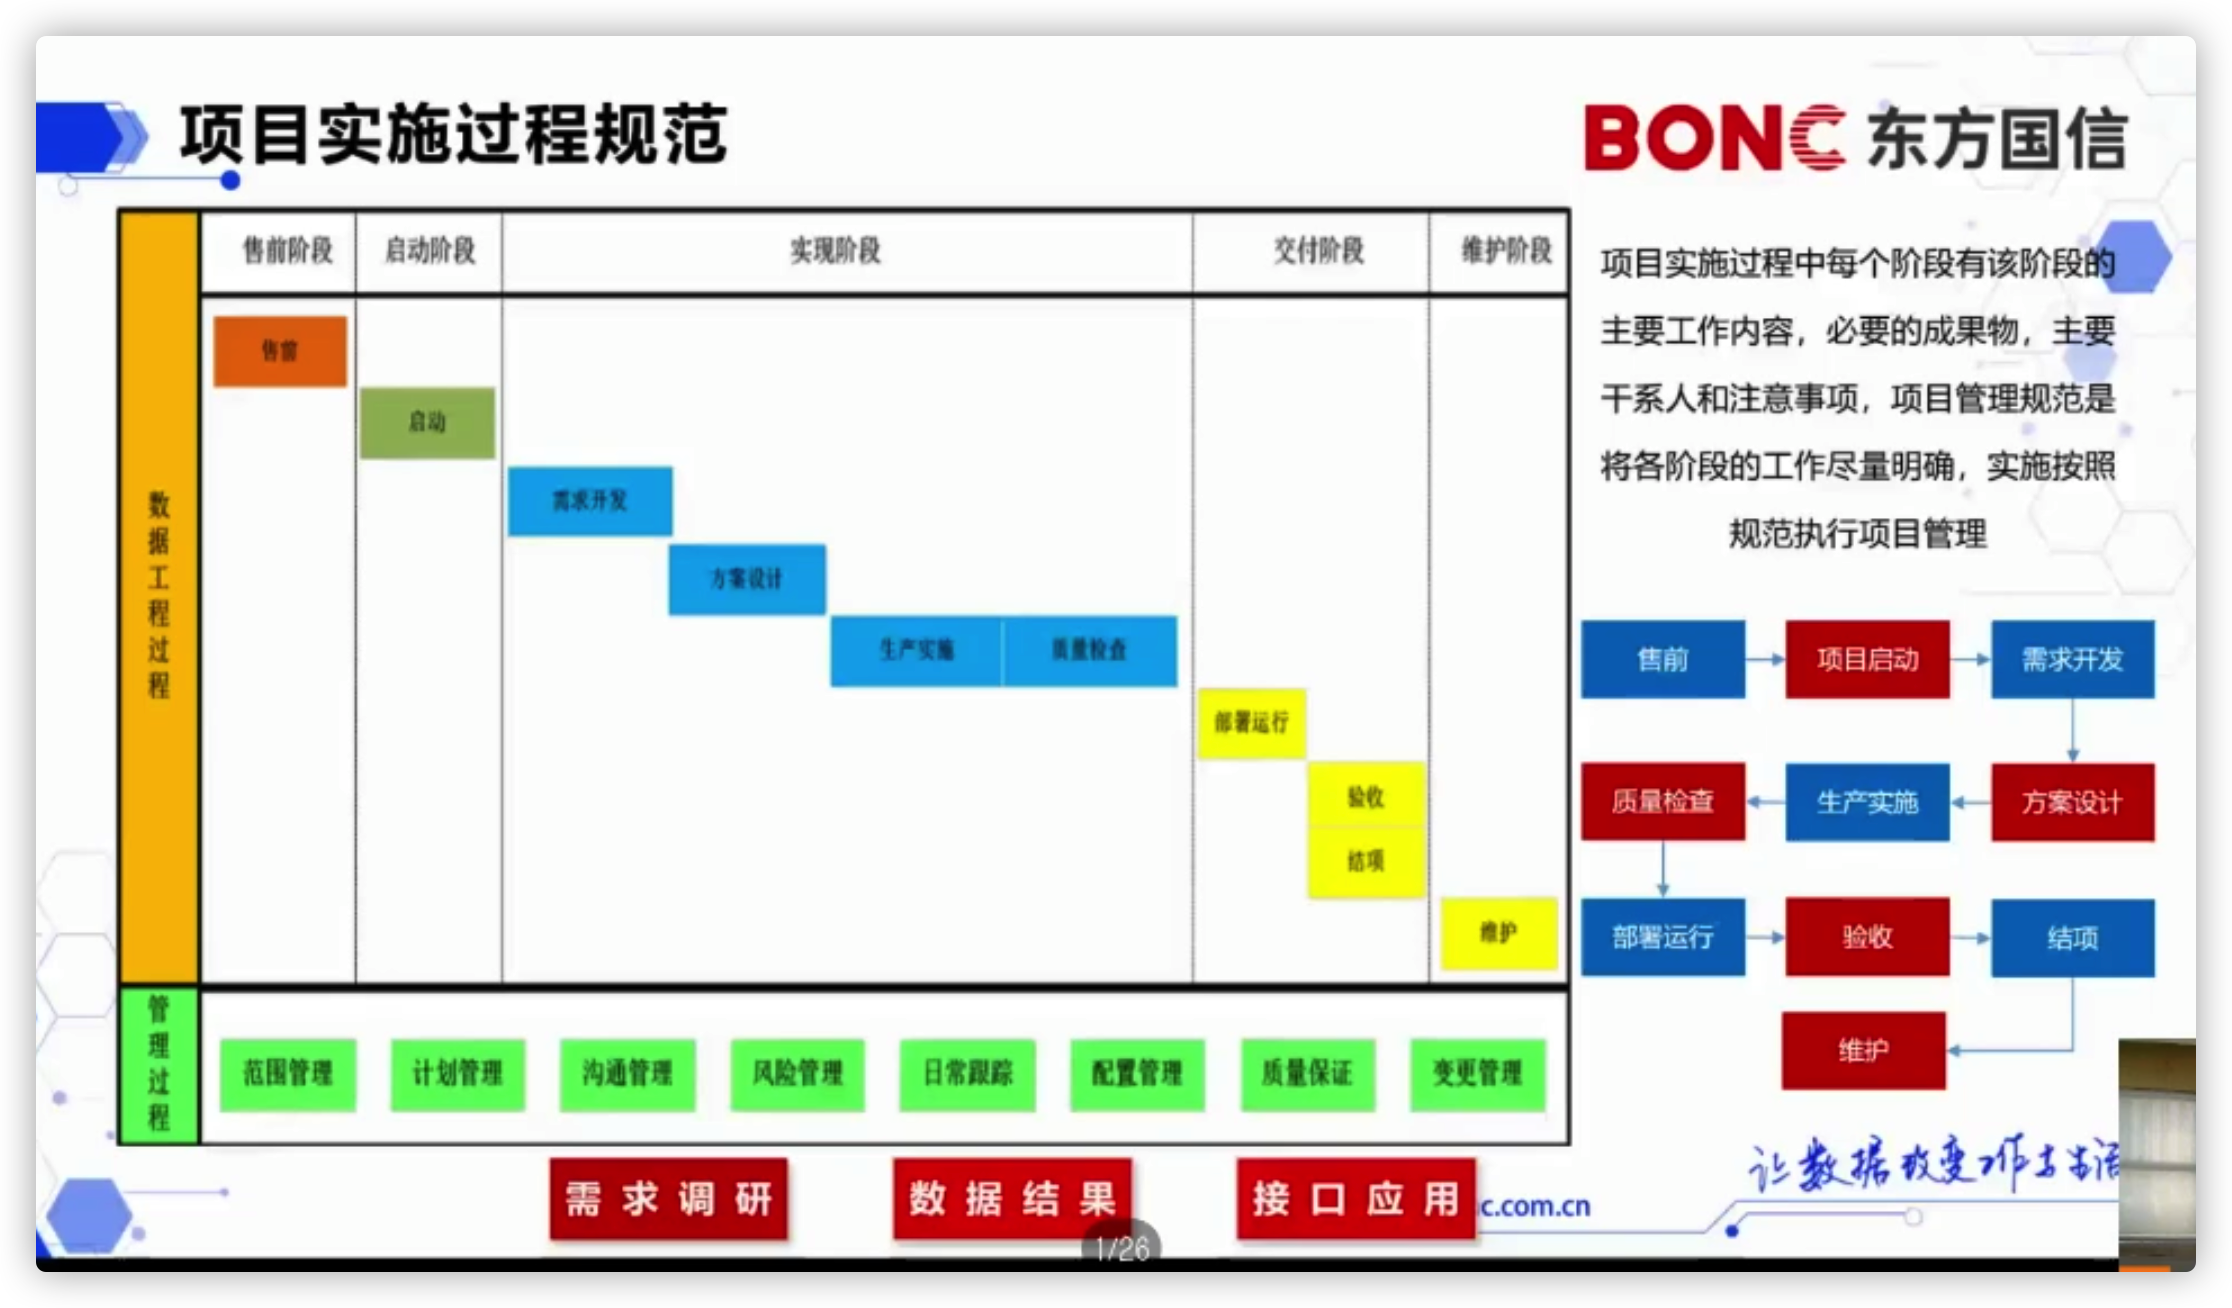 项目实施过程规范
BONC 东方国信
售前阶段 启动阶段 实现阶段 交付阶段 维护阶段
数据工程过程
售前
启动
需求开发
方案设计
生产实施 质量检查
部署运行
验收
结项
维护
管理过程
范围管理 计划管理 沟通管理 风险管理 日常跟踪 配置管理 质量保证 变更管理
项目实施过程中每个阶段有该阶段的
主要工作内容，必要的成果物，主要
干系人和注意事项，项目管理规范是
将各阶段的工作尽量明确，实施按照
规范执行项目管理
售前 项目启动 需求开发
质量检查 生产实施 方案设计
部署运行 验收 结项
维护
让数据改变工作与生活
需求调研 数据结果 接口应用 c.com.cn
1/26